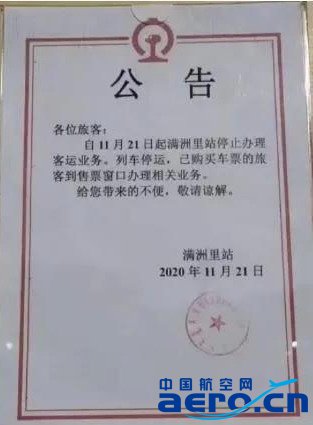 公告
各位旅客：
自11月21日起满洲里站停止办理
客运业务。列车停运，已购买车票的旅
客到售票窗口办理相关业务。
给您带来的不便，敬请谅解。
满洲里站
2020年11月21日
中国航空网
aero.cn